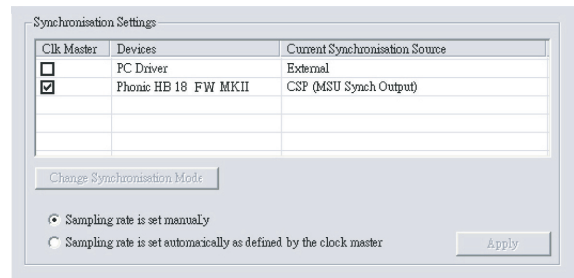 Synchronisation Settings
Clk Master Devices Current Synchronisation Source
PC Driver External
Phonic HB 18 FW MKII CSP (MSU Synch Output)
Change Synchronisation Mode
Sampling rate is set manually
Sampling rate is set automaically as defined by the clock master
Apply